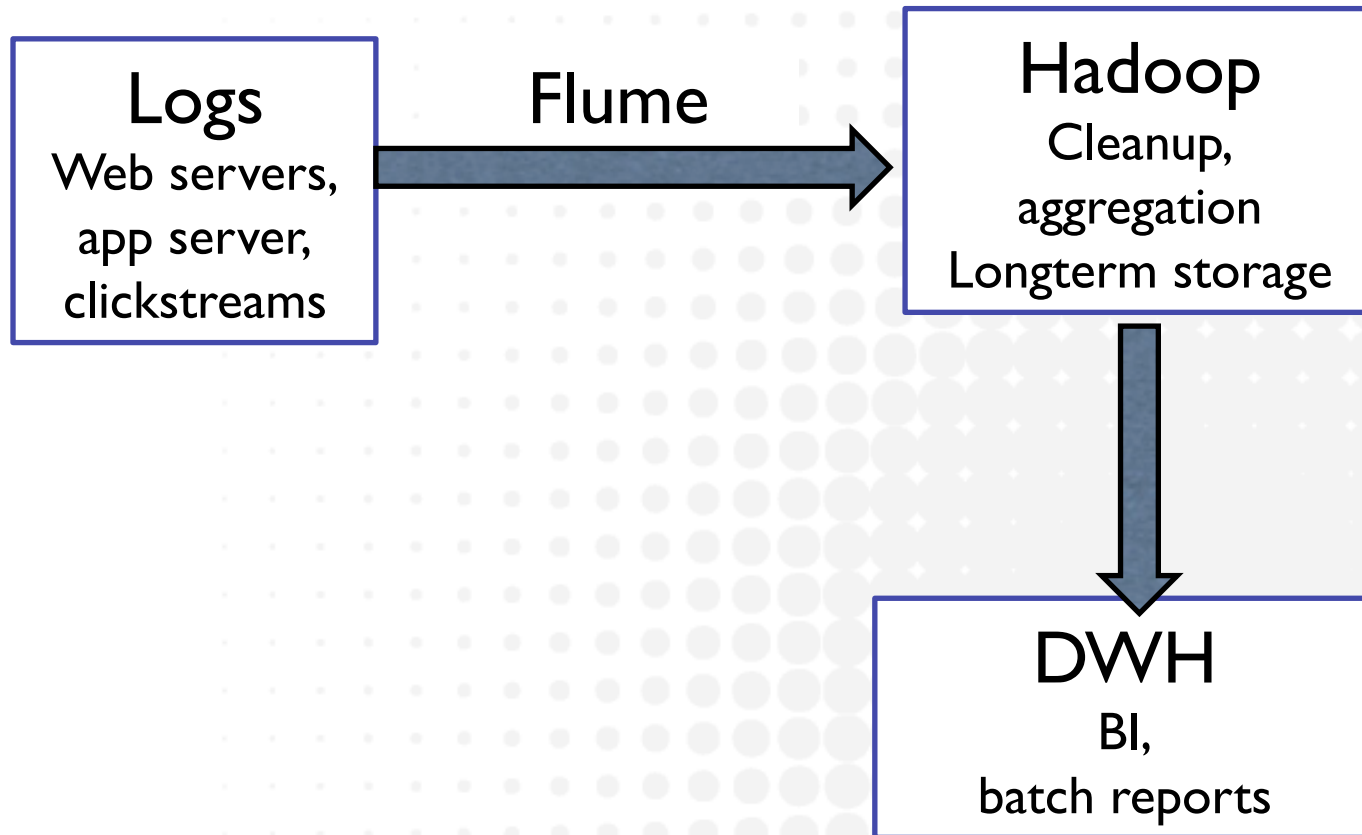 Logs
Web servers,
app server,
clickstreams
Flume
Hadoop
Cleanup,
aggregation
Longterm storage
DWH
BI,
batch reports